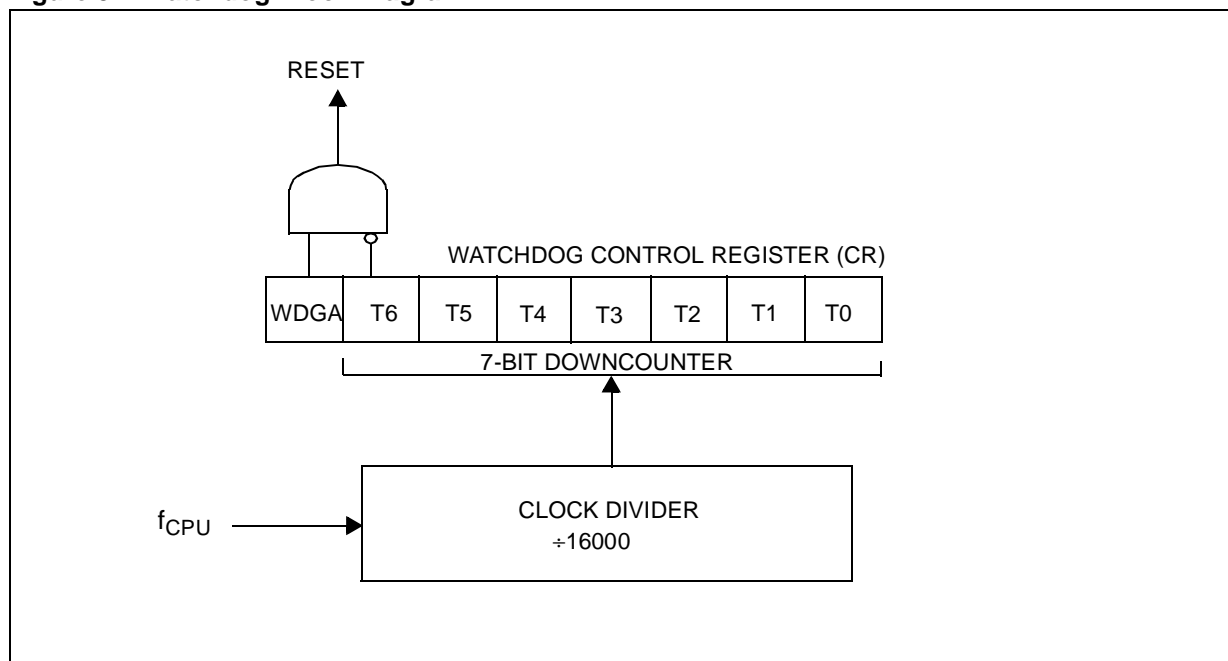 RESET
WATCHDOG CONTROL REGISTER (CR)
WDGA T6 T5 T4 T3 T2 T1 T0
7-BIT DOWNCOUNTER
fCPU
CLOCK DIVIDER
÷16000